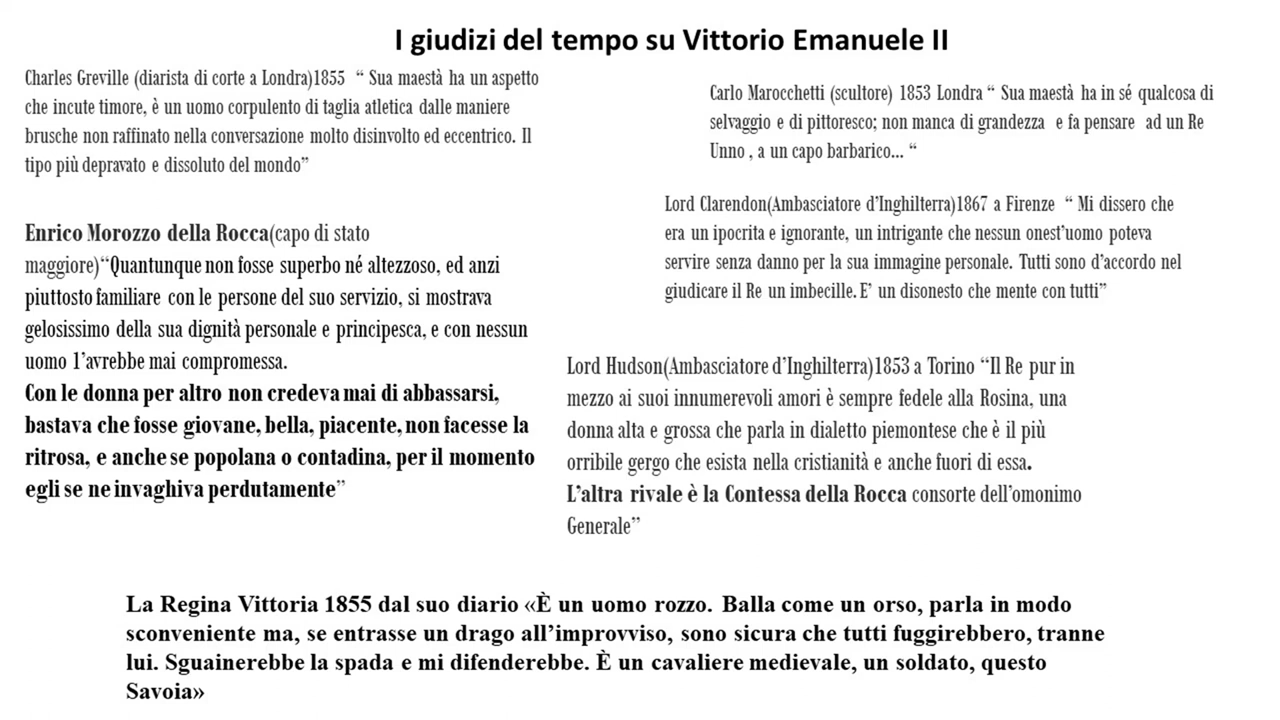 I giudizi del tempo su Vittorio Emanuele II
Charles Greville (diarista di corte a Londra)1855 “ Sua maestà ha un aspetto
che incute timore, è un uomo corpulento di taglia atletica dalle maniere
brusche non raffinato nella conversazione molto disinvolto ed eccentrico. Il
tipo più depravato e dissoluto del mondo”
Enrico Morozzo della Rocca(capo di stato
maggiore)“Quantunque non fosse superbo né altezzoso, ed anzi
piuttosto familiare con le persone del suo servizio, si mostrava
gelosissimo della sua dignità personale e principesca, e con nessun
uomo 1’avrebbe mai compromessa.
Con le donna per altro non credeva mai di abbassarsi,
bastava che fosse giovane, bella, piacente, non facesse la
ritrosa, e anche se popolana o contadina, per il momento
egli se ne invaghiva perdutamente”
Carlo Marocchetti (scultore) 1853 Londra “ Sua maestà ha in sé qualcosa di
selvaggio e di pittoresco; non manca di grandezza e fa pensare ad un Re
Unno , a un capo barbarico... “
Lord Clarendon(Ambasciatore d’Inghilterra)1867 a Firenze “ Mi dissero che
era un ipocrita e ignorante, un intrigante che nessun onest’uomo poteva
servire senza danno per la sua immagine personale. Tutti sono d’accordo nel
giudicare il Re un imbecille. E’ un disonesto che mente con tutti”
Lord Hudson(Ambasciatore d’Inghilterra)1853 a Torino “Il Re pur in
mezzo ai suoi innumerevoli amori è sempre fedele alla Rosina, una
donna alta e grossa che parla in dialetto piemontese che è il più
orribile gergo che esista nella cristianità e anche fuori di essa.
L’altra rivale è la Contessa della Rocca consorte dell’omonimo
Generale”
La Regina Vittoria 1855 dal suo diario «È un uomo rozzo. Balla come un orso, parla in modo
sconveniente ma, se entrasse un drago all’improvviso, sono sicura che tutti fuggirebbero, tranne
lui. Sguainerebbe la spada e mi difenderebbe. È un cavaliere medievale, un soldato, questo
Savoia»